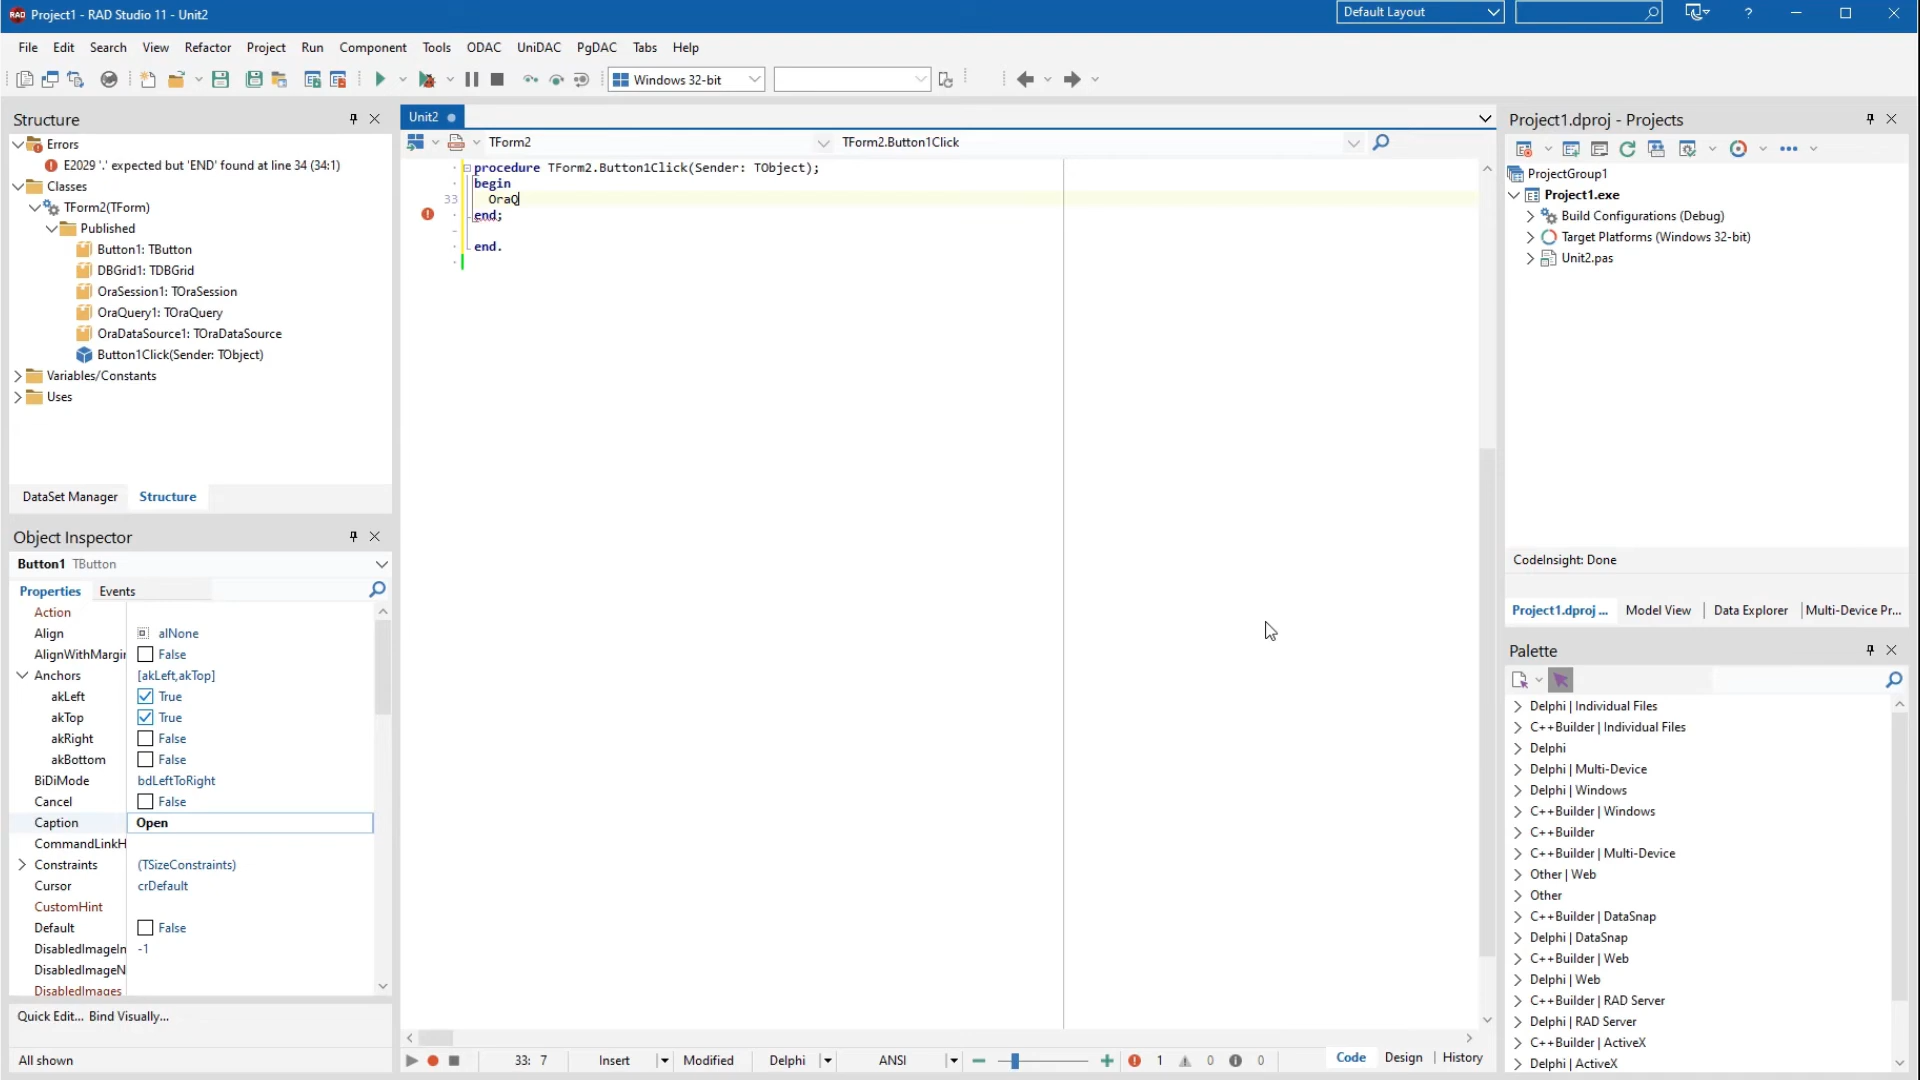 RAD Project1 - RAD Studio 11 - Unit2
Default Layout
?
File Edit Search View Refactor Project Run Component Tools ODAC UniDAC PgDAC Tabs Help
Windows 32-bit
Structure
Errors
E2029 '.' expected but 'END' found at line 34 (34:1)
Classes
TForm2(TForm)
Published
Button1: TButton
DBGrid1: TDBGrid
OraSession1: TOraSession
OraQuery1: TOraQuery
OraDataSource1: TOraDataSource
Button1Click(Sender: TObject)
Variables/Constants
Uses
DataSet Manager Structure
Object Inspector
Button1 TButton
Properties Events
Action
Align alNone
AlignWithMargin False
Anchors [akLeft,akTop]
akLeft True
akTop True
akRight False
akBottom False
BiDiMode bdLeftToRight
Cancel False
Caption Open
CommandLinkH
Constraints (TSizeConstraints)
Cursor crDefault
CustomHint
Default False
DisabledImageIn -1
DisabledImageN
DisabledImages
Quick Edit... Bind Visually...
All shown
Unit2
TForm2 TForm2.Button1Click
procedure TForm2.Button1Click(Sender: TObject);
begin
33 OraQ
end;
end.
33: 7 Insert Modified Delphi ANSI 1 0 0 Code Design History
Project1.dproj - Projects
ProjectGroup1
Project1.exe
Build Configurations (Debug)
Target Platforms (Windows 32-bit)
Unit2.pas
CodeInsight: Done
Project1.dproj ... Model View Data Explorer Multi-Device Pr...
Palette
Delphi | Individual Files
C++Builder | Individual Files
Delphi
Delphi | Multi-Device
Delphi | Windows
C++Builder | Windows
C++Builder
C++Builder | Multi-Device
Other | Web
Other
C++Builder | DataSnap
Delphi | DataSnap
C++Builder | Web
Delphi | Web
C++Builder | RAD Server
Delphi | RAD Server
C++Builder | ActiveX
Delphi | ActiveX